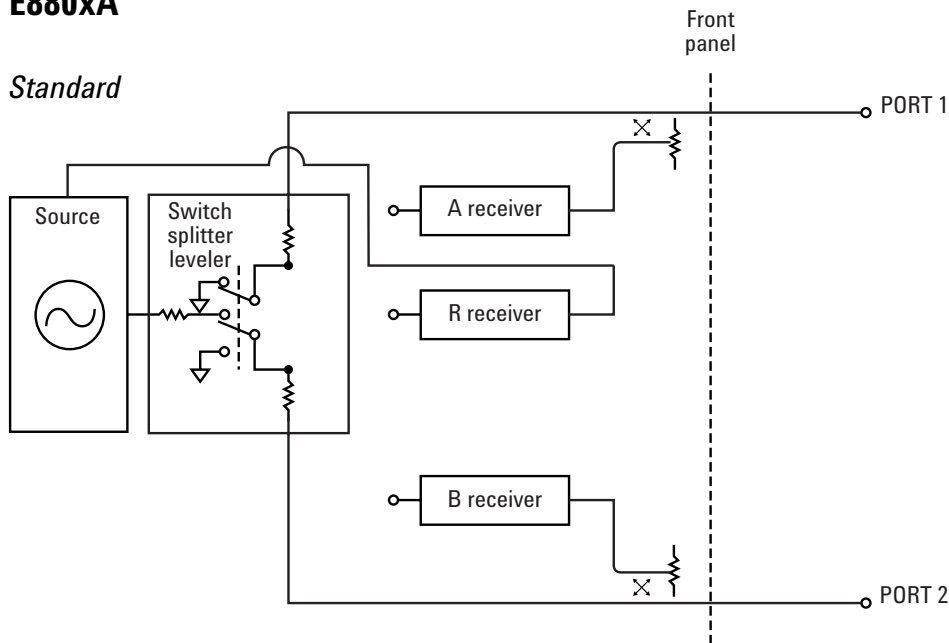 E880xA
Standard
Front
panel
PORT 1
Source
Switch
splitter
leveler
A receiver
R receiver
B receiver
PORT 2